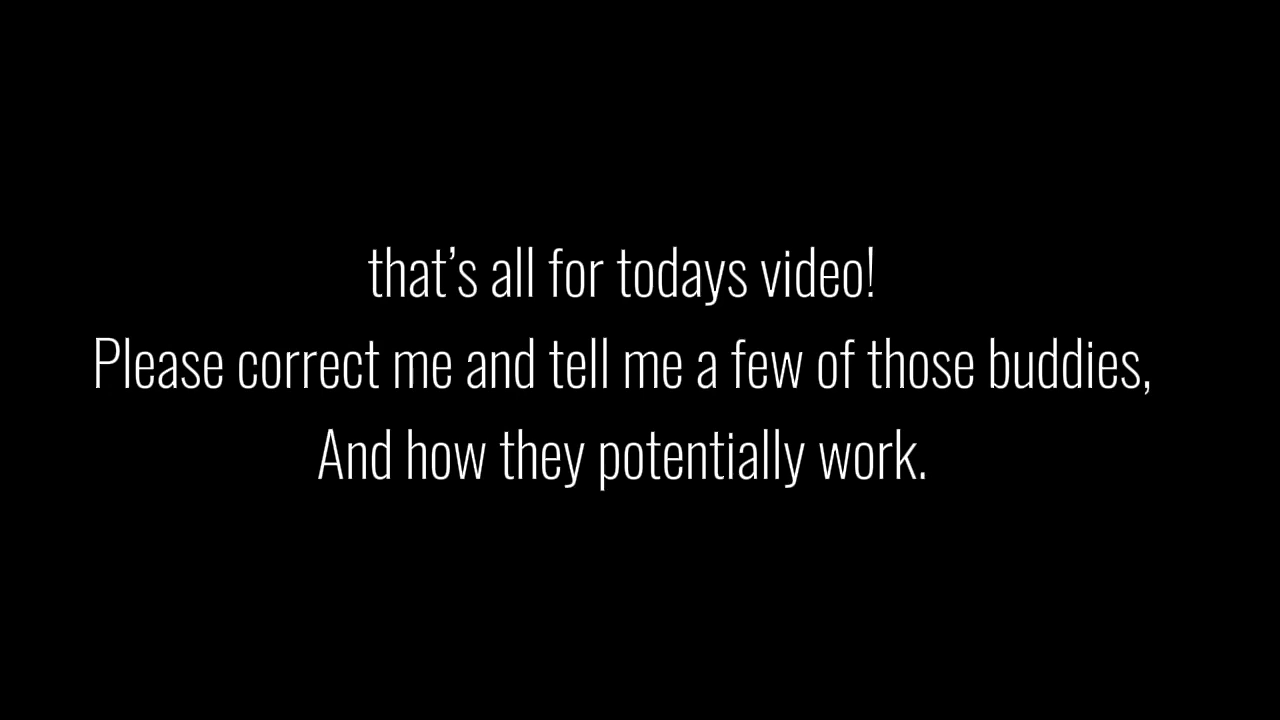 that’s all for todays video!
Please correct me and tell me a few of those buddies,
And how they potentially work.